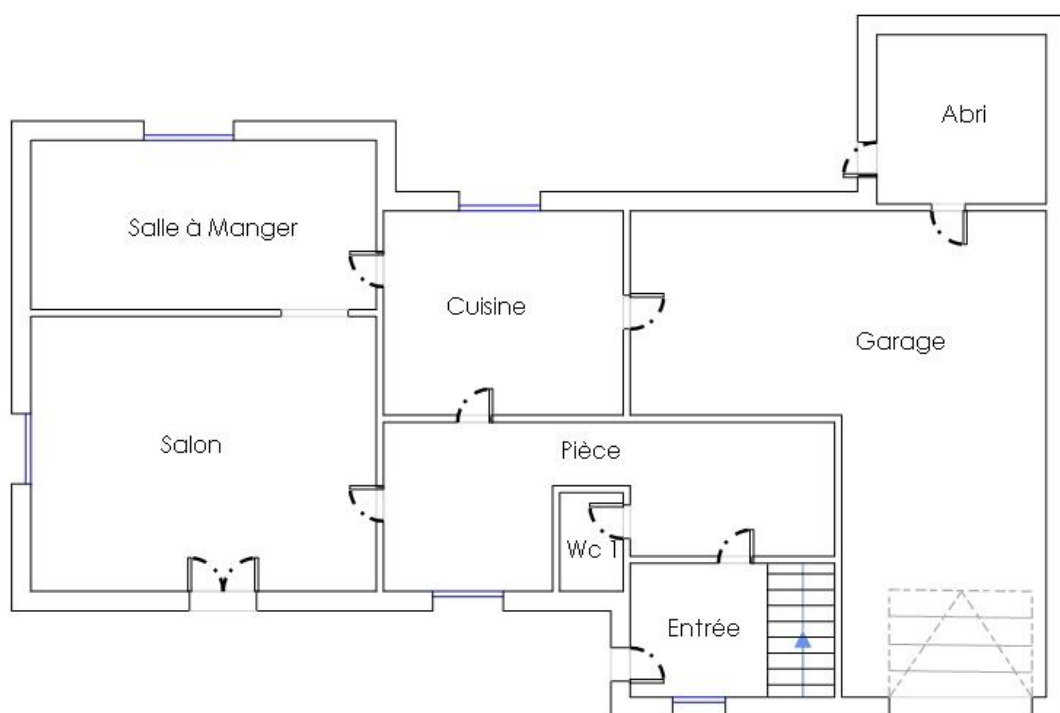 Abri
Salle à Manger
Cuisine
Garage
Salon
Pièce
Wc 1
Entrée